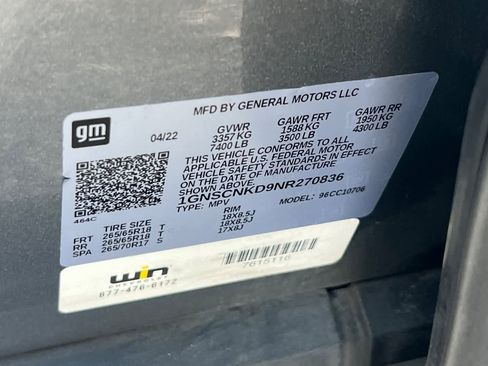 gm
MFD BY GENERAL MOTORS LLC
04/22 GVWR GAWR FRT GAWR RR
3357 KG 1588 KG 1950 KG
7400 LB 3500 LB 4300 LB
THIS VEHICLE CONFORMS TO ALL
APPLICABLE U.S. FEDERAL MOTOR
VEHICLE SAFETY STANDARDS IN EFFECT
ON THE DATE OF MANUFACTURE
1GNSCNKD9NR270836
464C TYPE: MPV MODEL: 96CC10706
TIRE SIZE RIM
FRT 265/65R18 T 18X8.5J
RR 265/65R18 T 18X8.5J
SPA 265/70R17 S 17X8J
win
CHEVROLET
877-476-6172
7615116